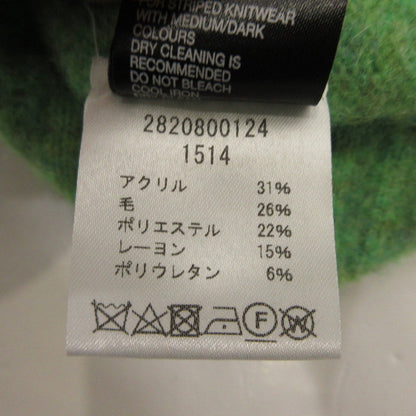 FOR STRIPED KNITWEAR
WITH MEDIUM/DARK
COLOURS
DRY CLEANING IS
RECOMMENDED
DO NOT BLEACH
COOL IRON
2820800124
1514
アクリル 31%
毛 26%
ポリエステル 22%
レーヨン 15%
ポリウレタン 6%
F W